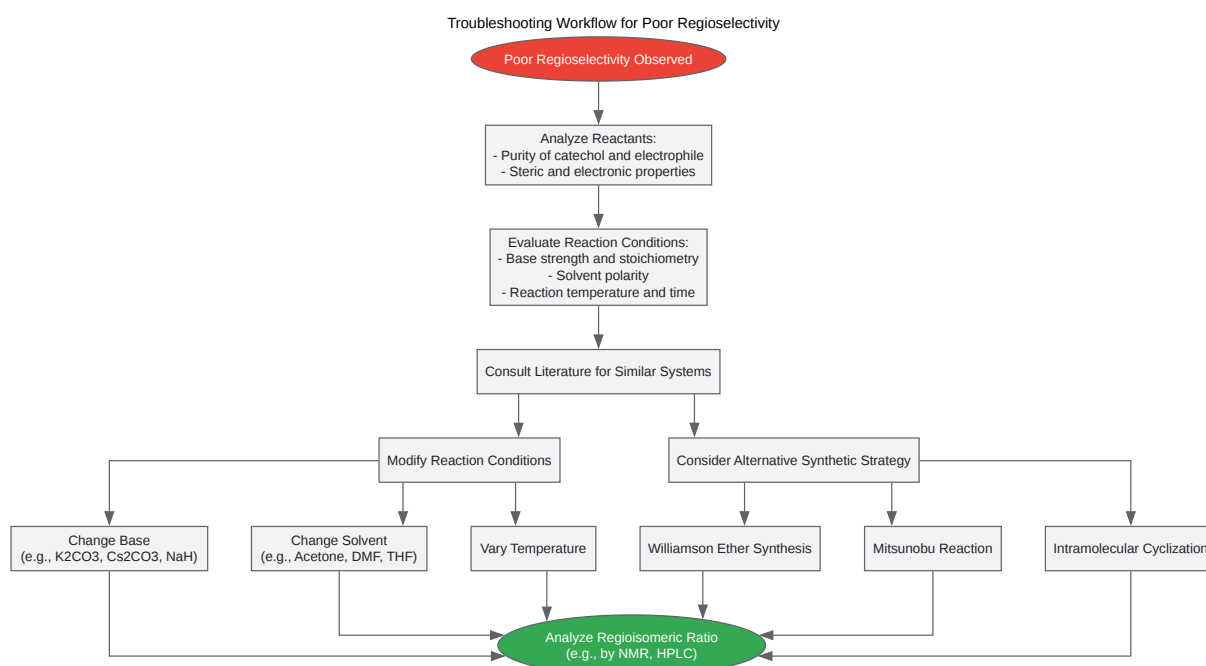 Troubleshooting Workflow for Poor Regioselectivity
Poor Regioselectivity Observed
Analyze Reactants:
- Purity of catechol and electrophile
- Steric and electronic properties
Evaluate Reaction Conditions:
- Base strength and stoichiometry
- Solvent polarity
- Reaction temperature and time
Consult Literature for Similar Systems
Modify Reaction Conditions
Consider Alternative Synthetic Strategy
Change Base
(e.g., K2CO3, Cs2CO3, NaH)
Change Solvent
(e.g., Acetone, DMF, THF)
Vary Temperature
Williamson Ether Synthesis
Mitsunobu Reaction
Intramolecular Cyclization
Analyze Regioisomeric Ratio
(e.g., by NMR, HPLC)